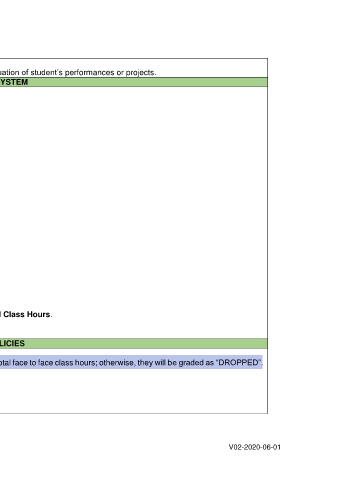 uation of student's performances or projects.
YSTEM
l Class Hours.
LICIES
otal face to face class hours; otherwise, they will be graded as "DROPPED".
V02-2020-06-01